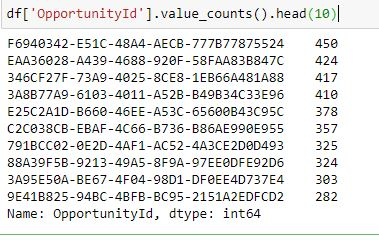 df['OpportunityId'].value_counts().head(10)
F6940342-E51C-48A4-AECB-777B77875524 450
EAA36028-A439-4688-920F-58FAA83B847C 424
346CF27F-73A9-4025-8CE8-1EB66A481A88 417
3A8B77A9-6103-4011-A52B-B49B34C33E96 410
E25C2A1D-B660-46EE-A53C-65600B43C95C 378
C2C038CB-EBAF-4C66-B736-B86AE990E955 357
791BCC02-0E2D-4AF1-AC52-4A3CE2D0D493 325
88A39F5B-9213-49A5-8F9A-97EE0DFE92D6 324
3A95E50A-BE67-4F04-98D1-DF0EE4D737E4 303
9E41B825-94BC-4BFB-BC95-2151A2EDFCD2 282
Name: OpportunityId, dtype: int64